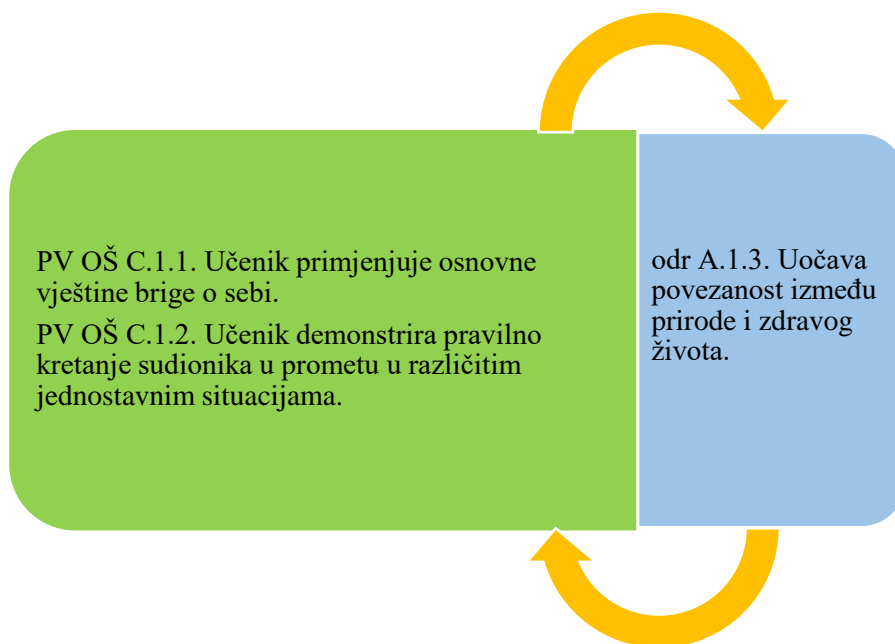 PV OŠ C.1.1. Učenik primjenjuje osnovne
vještine brige o sebi.
PV OŠ C.1.2. Učenik demonstrira pravilno
kretanje sudionika u prometu u različitim
jednostavnim situacijama.
odr A.1.3. Uočava
povezanost između
prirode i zdravog
života.